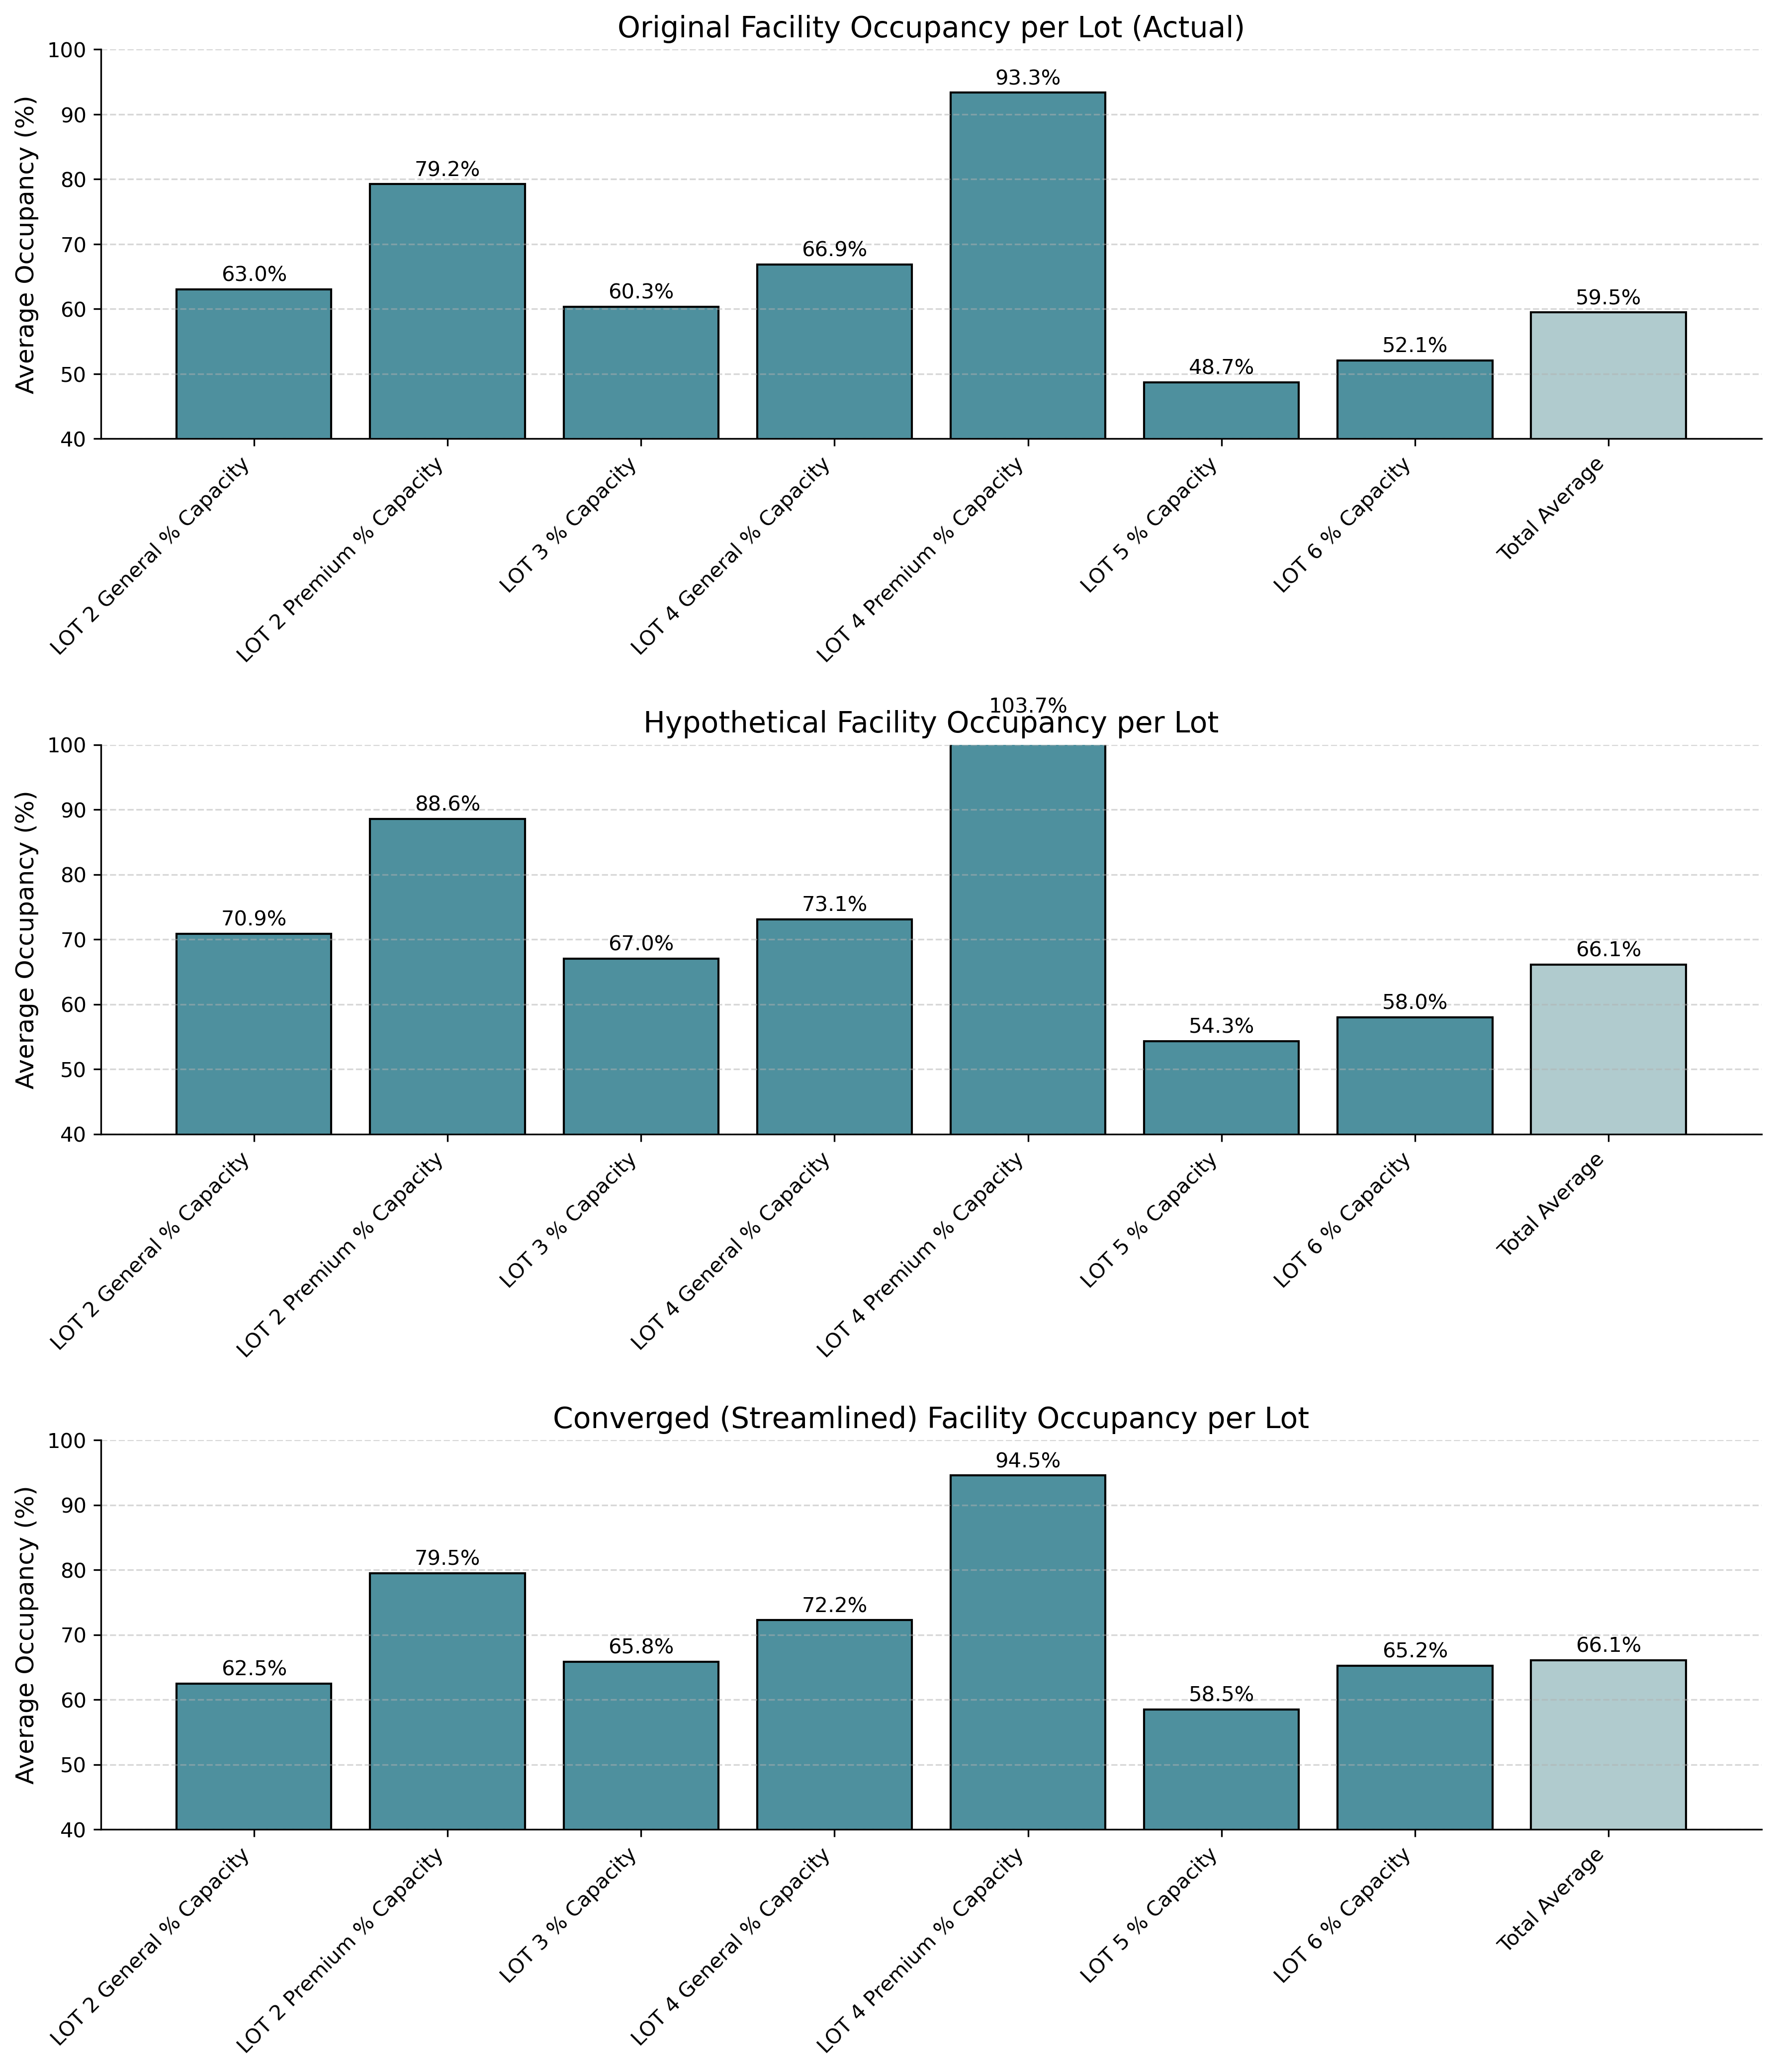 Original Facility Occupancy per Lot (Actual)
Average Occupancy (%)
100
90
80
70
60
50
40
63.0%
79.2%
60.3%
66.9%
93.3%
48.7%
52.1%
59.5%
LOT 2 General % Capacity
LOT 2 Premium % Capacity
LOT 3 % Capacity
LOT 4 General % Capacity
LOT 4 Premium % Capacity
LOT 5 % Capacity
LOT 6 % Capacity
Total Average
Hypothetical Facility Occupancy per Lot
Average Occupancy (%)
100
90
80
70
60
50
40
70.9%
88.6%
67.0%
73.1%
103.7%
54.3%
58.0%
66.1%
LOT 2 General % Capacity
LOT 2 Premium % Capacity
LOT 3 % Capacity
LOT 4 General % Capacity
LOT 4 Premium % Capacity
LOT 5 % Capacity
LOT 6 % Capacity
Total Average
Converged (Streamlined) Facility Occupancy per Lot
Average Occupancy (%)
100
90
80
70
60
50
40
62.5%
79.5%
65.8%
72.2%
94.5%
58.5%
65.2%
66.1%
LOT 2 General % Capacity
LOT 2 Premium % Capacity
LOT 3 % Capacity
LOT 4 General % Capacity
LOT 4 Premium % Capacity
LOT 5 % Capacity
LOT 6 % Capacity
Total Average